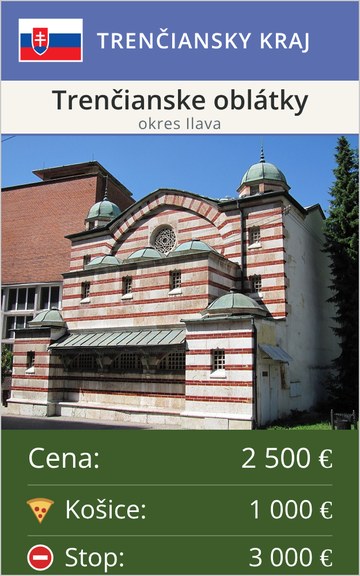 TRENČIANSKY KRAJ
Trenčianske oblátky
okres Ilava
Cena: 2 500 €
Košice: 1 000 €
Stop: 3 000 €